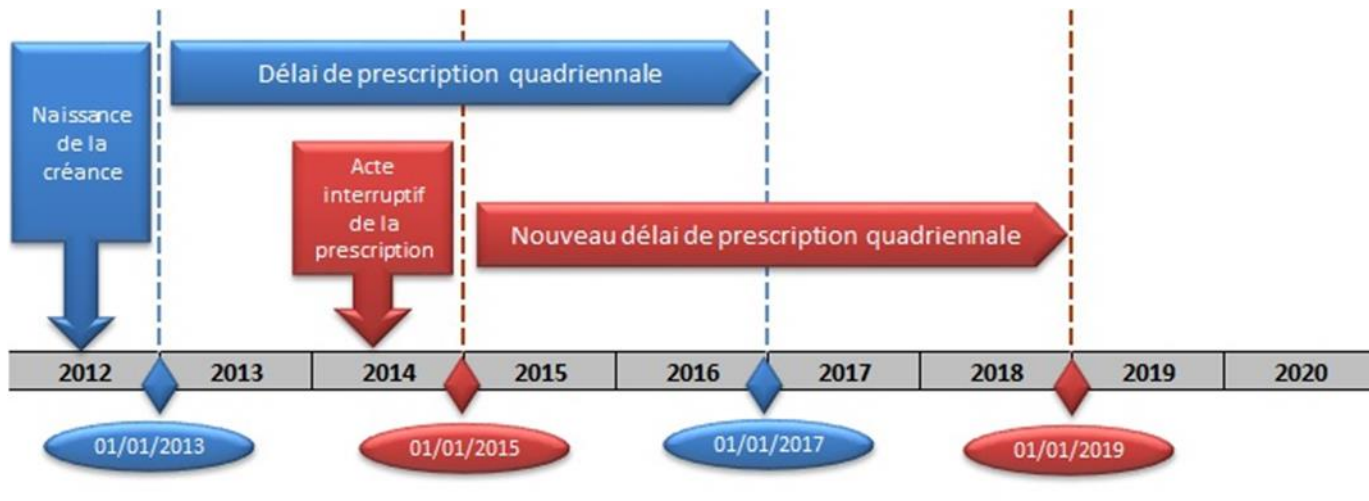 Délai de prescription quadriennale
Naissance
de la
créance
Acte
interruptif
de la
prescription
Nouveau délai de prescription quadriennale
2012 2013 2014 2015 2016 2017 2018 2019 2020
01/01/2013 01/01/2015 01/01/2017 01/01/2019